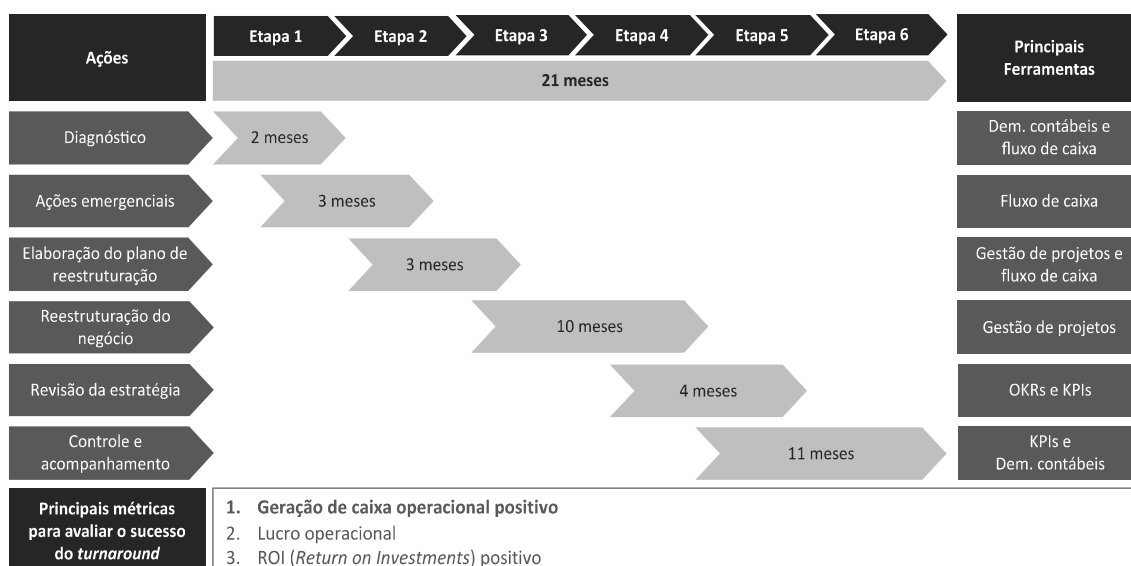 Ações
Etapa 1
Etapa 2
Etapa 3
Etapa 4
Etapa 5
Etapa 6
Principais
Ferramentas
21 meses
Diagnóstico
2 meses
Dem. contábeis e
fluxo de caixa
Ações emergenciais
3 meses
Fluxo de caixa
Elaboração do plano de
reestruturação
3 meses
Gestão de projetos e
fluxo de caixa
Reestruturação do
negócio
10 meses
Gestão de projetos
Revisão da estratégia
4 meses
OKRs e KPIs
Controle e
acompanhamento
11 meses
KPIs e
Dem. contábeis
Principais métricas
para avaliar o sucesso
do turnaround
1. Geração de caixa operacional positivo
2. Lucro operacional
3. ROI (Return on Investments) positivo